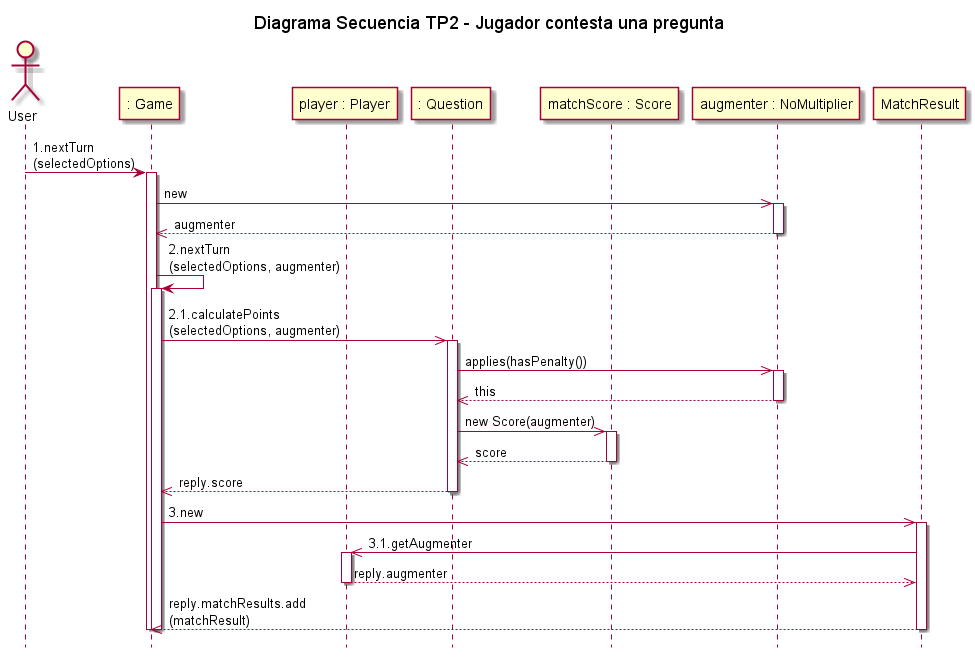 Diagrama Secuencia TP2 - Jugador contesta una pregunta
User
: Game
player : Player
: Question
matchScore : Score
augmenter : NoMultiplier
MatchResult
1.nextTurn
(selectedOptions)
new
augmenter
2.nextTurn
(selectedOptions, augmenter)
2.1.calculatePoints
(selectedOptions, augmenter)
applies(hasPenalty())
this
new Score(augmenter)
score
reply.score
3.new
3.1.getAugmenter
reply.augmenter
reply.matchResults.add
(matchResult)